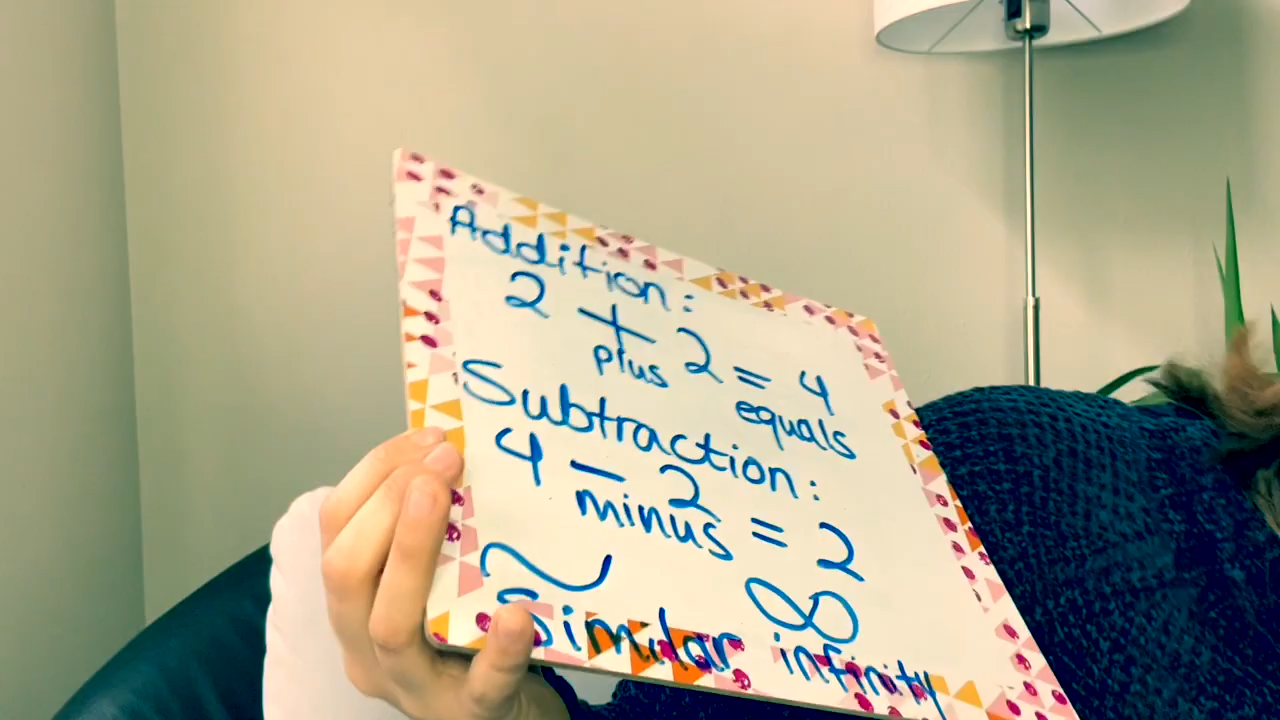 Addition:
2 + 2 = 4
plus equals
Subtraction:
4 - 2 = 2
minus
~ ∞
Similar infinity